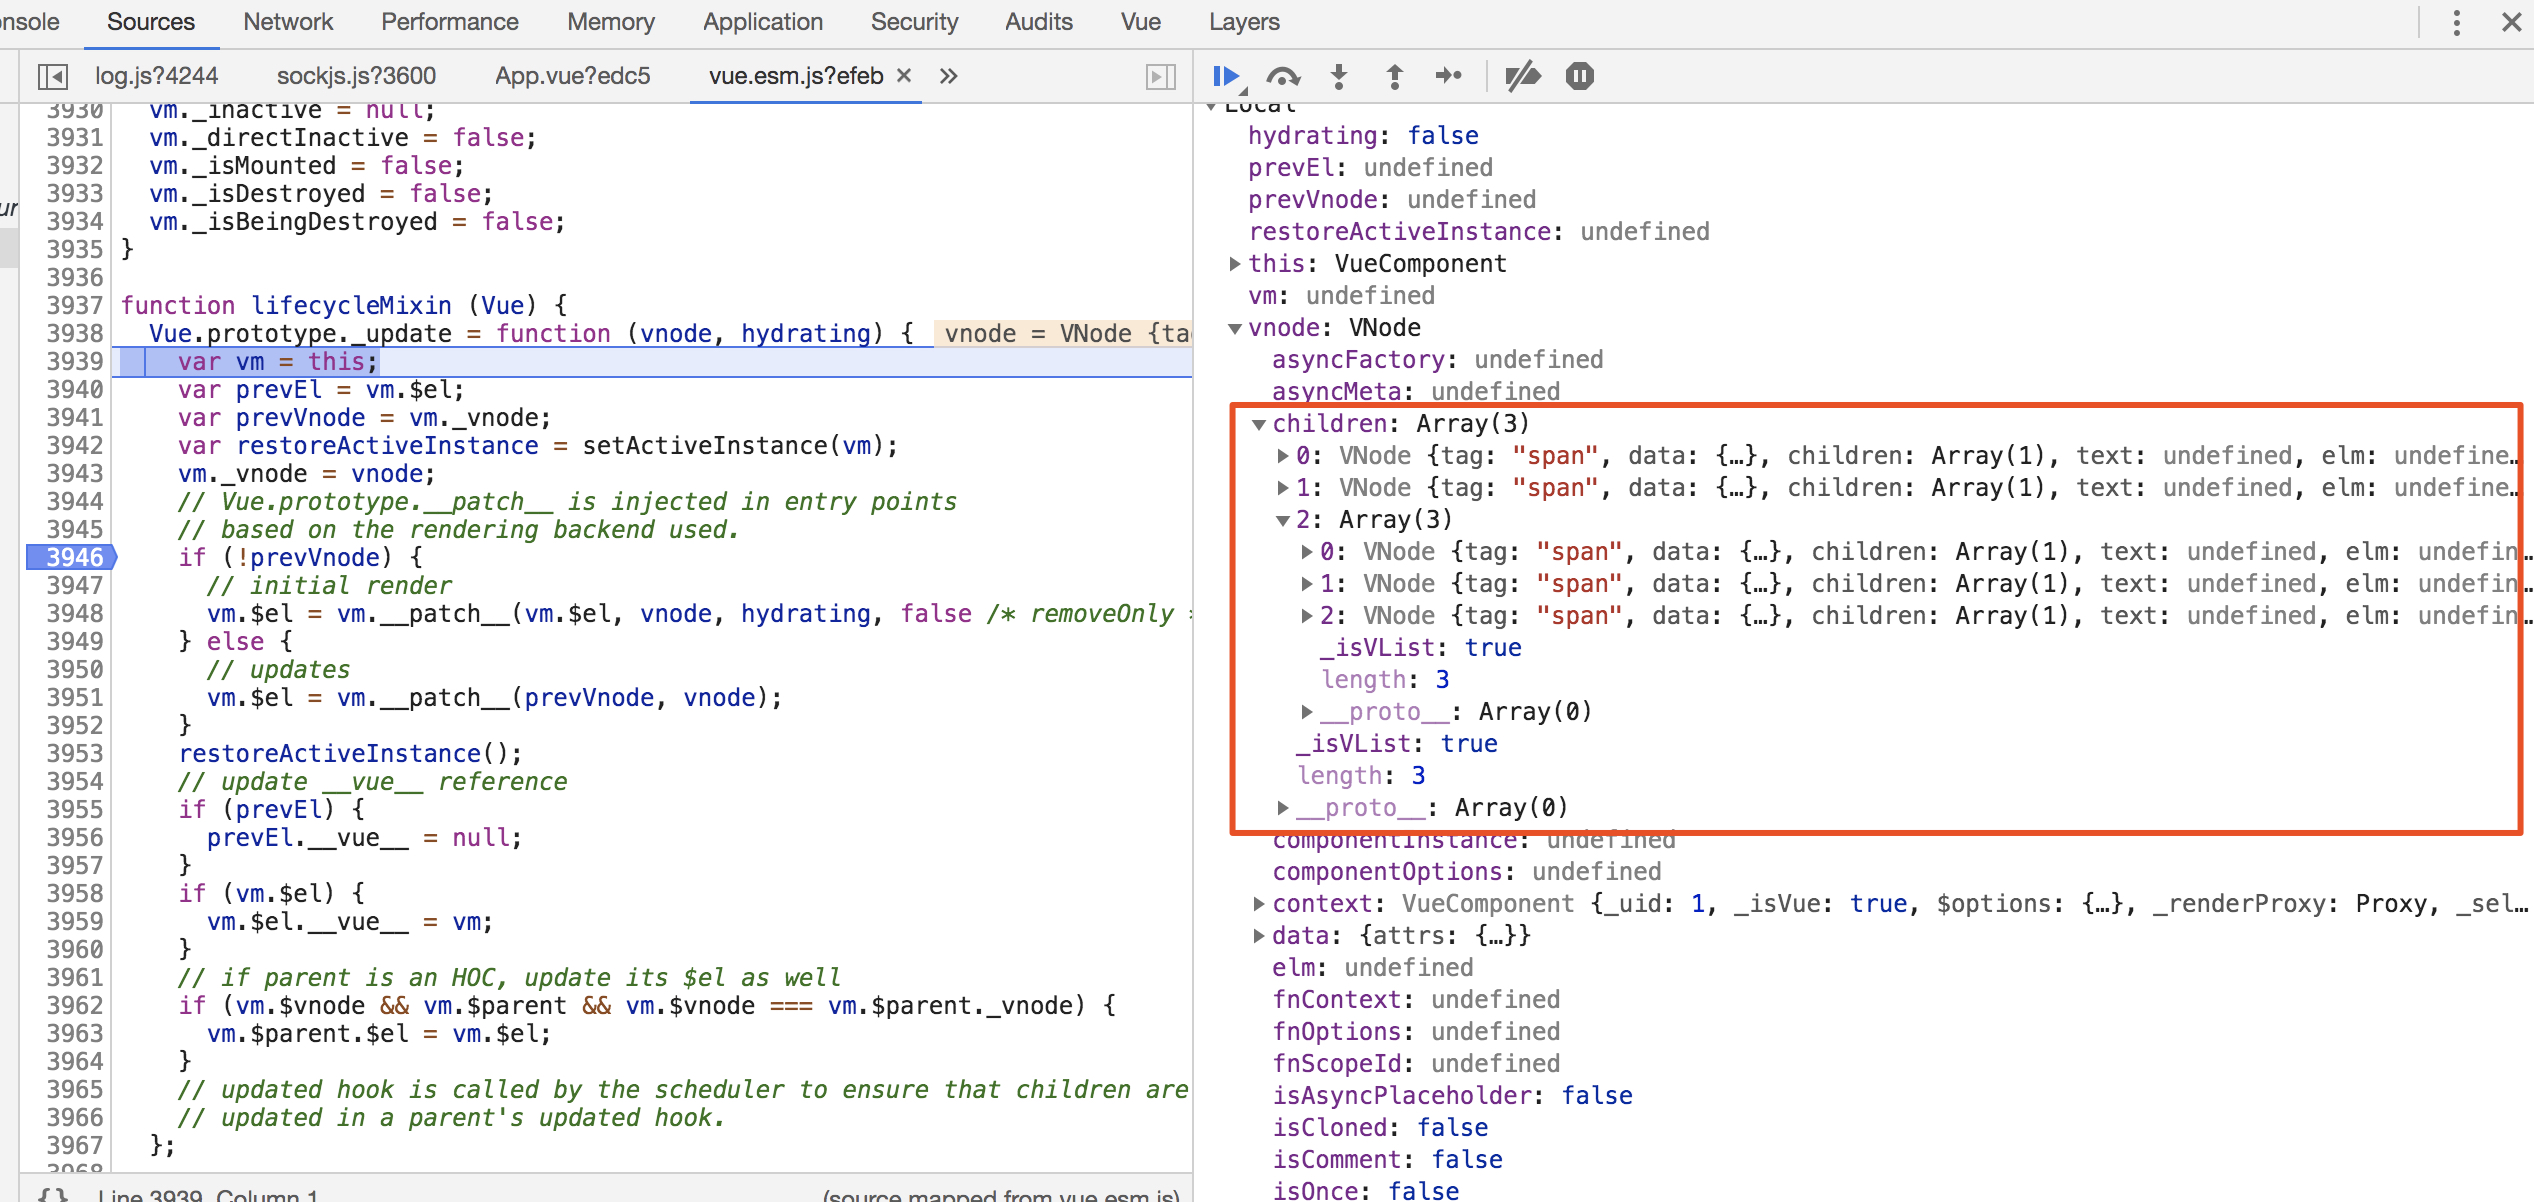 onsole Sources Network Performance Memory Application Security Audits Vue Layers
log.js?4244 sockjs.js?3600 App.vue?edc5 vue.esm.js?efeb × »
ur
3930 vm._inactive = null;
3931 vm._directInactive = false;
3932 vm._isMounted = false;
3933 vm._isDestroyed = false;
3934 vm._isBeingDestroyed = false;
3935 }
3936
3937 function lifecycleMixin (Vue) {
3938 Vue.prototype._update = function (vnode, hydrating) { vnode = VNode {ta
3939 var vm = this;
3940 var prevEl = vm.$el;
3941 var prevVnode = vm._vnode;
3942 var restoreActiveInstance = setActiveInstance(vm);
3943 vm._vnode = vnode;
3944 // Vue.prototype.__patch__ is injected in entry points
3945 // based on the rendering backend used.
3946 if (!prevVnode) {
3947 // initial render
3948 vm.$el = vm.__patch__(vm.$el, vnode, hydrating, false /* removeOnly *
3949 } else {
3950 // updates
3951 vm.$el = vm.__patch__(prevVnode, vnode);
3952 }
3953 restoreActiveInstance();
3954 // update __vue__ reference
3955 if (prevEl) {
3956 prevEl.__vue__ = null;
3957 }
3958 if (vm.$el) {
3959 vm.$el.__vue__ = vm;
3960 }
3961 // if parent is an HOC, update its $el as well
3962 if (vm.$vnode && vm.$parent && vm.$vnode === vm.$parent._vnode) {
3963 vm.$parent.$el = vm.$el;
3964 }
3965 // updated hook is called by the scheduler to ensure that children are
3966 // updated in a parent's updated hook.
3967 };
3968
{} Line 3939, Column 1 (source mapped from vue.esm.js)
Local
hydrating: false
prevEl: undefined
prevVnode: undefined
restoreActiveInstance: undefined
this: VueComponent
vm: undefined
vnode: VNode
asyncFactory: undefined
asyncMeta: undefined
children: Array(3)
0: VNode {tag: "span", data: {…}, children: Array(1), text: undefined, elm: undefine…
1: VNode {tag: "span", data: {…}, children: Array(1), text: undefined, elm: undefine…
2: Array(3)
0: VNode {tag: "span", data: {…}, children: Array(1), text: undefined, elm: undefin…
1: VNode {tag: "span", data: {…}, children: Array(1), text: undefined, elm: undefin…
2: VNode {tag: "span", data: {…}, children: Array(1), text: undefined, elm: undefin…
_isVList: true
length: 3
__proto__: Array(0)
_isVList: true
length: 3
__proto__: Array(0)
componentInstance: undefined
componentOptions: undefined
context: VueComponent {_uid: 1, _isVue: true, $options: {…}, _renderProxy: Proxy, _sel…
data: {attrs: {…}}
elm: undefined
fnContext: undefined
fnOptions: undefined
fnScopeId: undefined
isAsyncPlaceholder: false
isCloned: false
isComment: false
isOnce: false